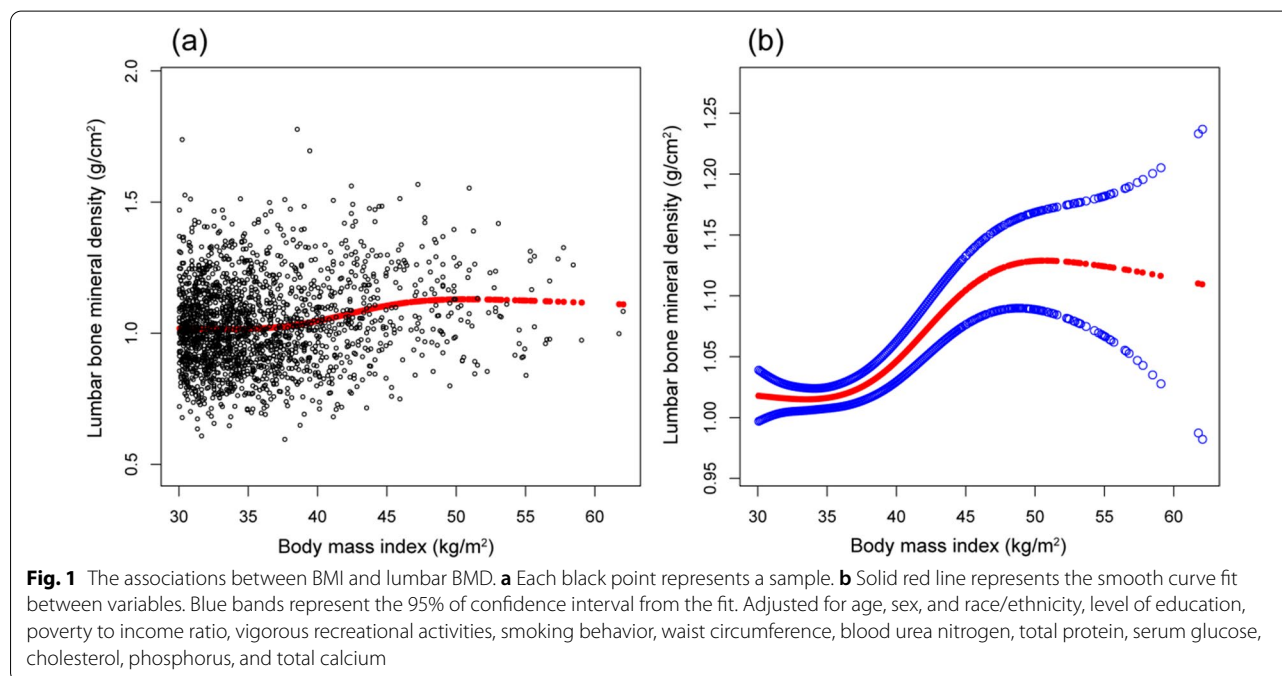 (a)
(b)
Lumbar bone mineral density (g/cm²)
2.0
1.5
1.0
0.5
30 35 40 45 50 55 60
Body mass index (kg/m²)
Lumbar bone mineral density (g/cm²)
1.25
1.20
1.15
1.10
1.05
1.00
0.95
30 35 40 45 50 55 60
Body mass index (kg/m²)
Fig. 1 The associations between BMI and lumbar BMD. a Each black point represents a sample. b Solid red line represents the smooth curve fit
between variables. Blue bands represent the 95% of confidence interval from the fit. Adjusted for age, sex, and race/ethnicity, level of education,
poverty to income ratio, vigorous recreational activities, smoking behavior, waist circumference, blood urea nitrogen, total protein, serum glucose,
cholesterol, phosphorus, and total calcium